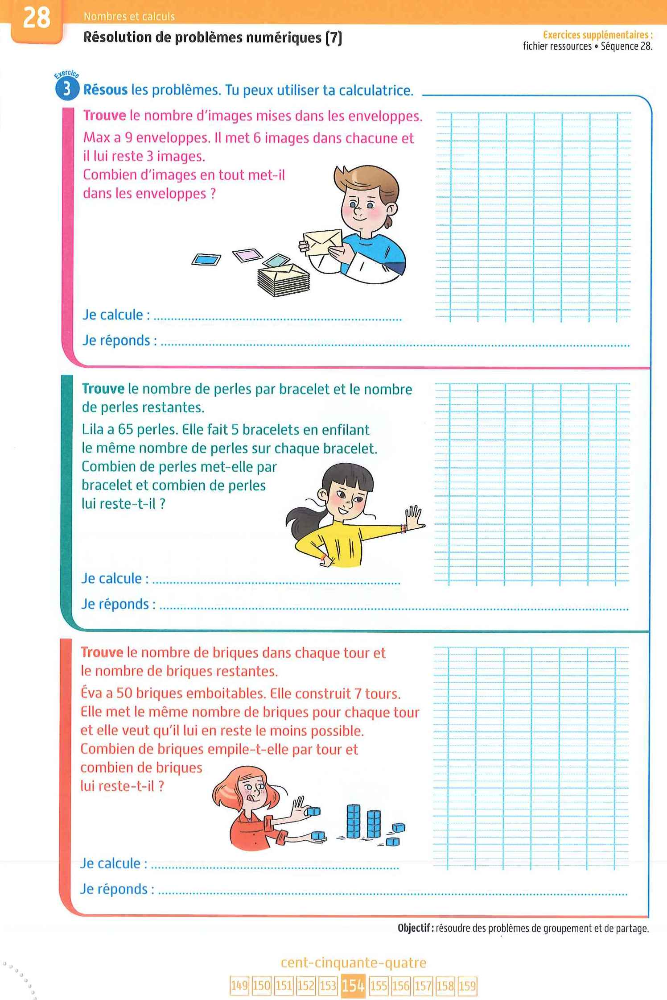 28
Nombres et calculs
Résolution de problèmes numériques (7)
Exercices supplémentaires :
fichier ressources • Séquence 28.
Exercice
3 Résous les problèmes. Tu peux utiliser ta calculatrice.
Trouve le nombre d'images mises dans les enveloppes.
Max a 9 enveloppes. Il met 6 images dans chacune et
il lui reste 3 images.
Combien d'images en tout met-il
dans les enveloppes ?
Je calcule :
Je réponds :
Trouve le nombre de perles par bracelet et le nombre
de perles restantes.
Lila a 65 perles. Elle fait 5 bracelets en enfilant
le même nombre de perles sur chaque bracelet.
Combien de perles met-elle par
bracelet et combien de perles
lui reste-t-il ?
Je calcule :
Je réponds :
Trouve le nombre de briques dans chaque tour et
le nombre de briques restantes.
Éva a 50 briques emboitables. Elle construit 7 tours.
Elle met le même nombre de briques pour chaque tour
et elle veut qu'il lui en reste le moins possible.
Combien de briques empile-t-elle par tour et
combien de briques
lui reste-t-il ?
Je calcule :
Je réponds :
Objectif : résoudre des problèmes de groupement et de partage.
cent-cinquante-quatre
149 150 151 152 153 154 155 156 157 158 159